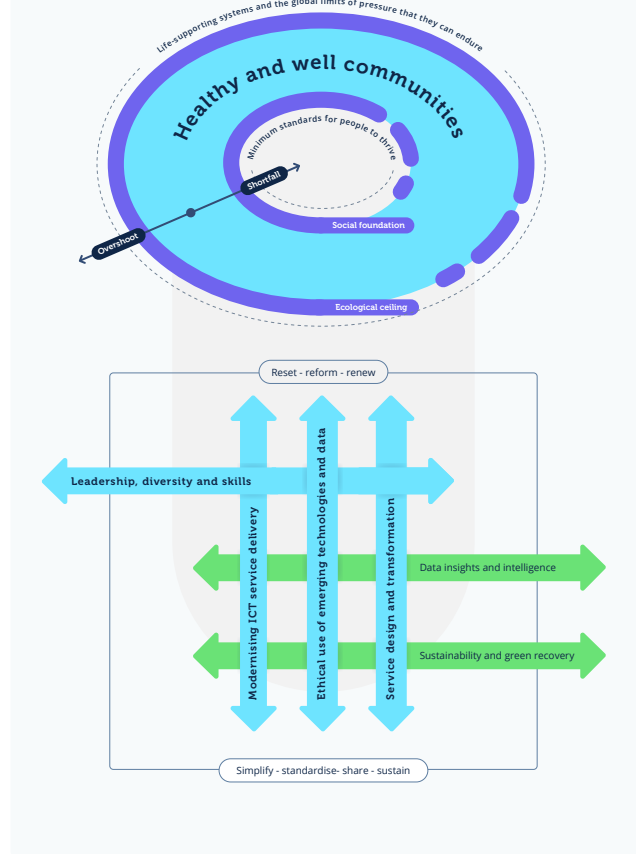 Life-supporting systems and the global limits of pressure that they can endure
Healthy and well communities
Minimum standards for people to thrive
Shortfall
Overshoot
Social foundation
Ecological ceiling
Reset - reform - renew
Leadership, diversity and skills
Modernising ICT service delivery
Ethical use of emerging technologies and data
Service design and transformation
Data insights and intelligence
Sustainability and green recovery
Simplify - standardise- share - sustain